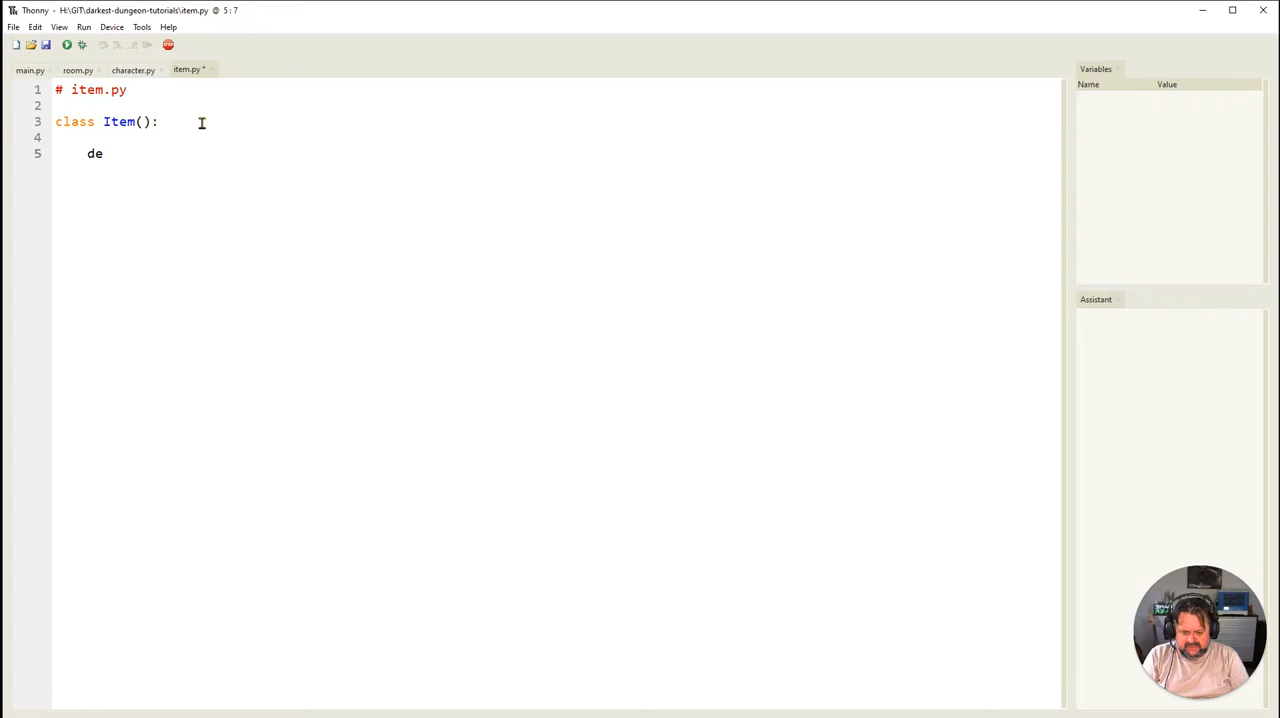 Thonny - H:\GIT\darkest-dungeon-tutorials\item.py @ 5:7
File Edit View Run Device Tools Help
main.py room.py character.py item.py *
1 # item.py
2
3 class Item():
4
5 de
Variables
Name Value
Assistant